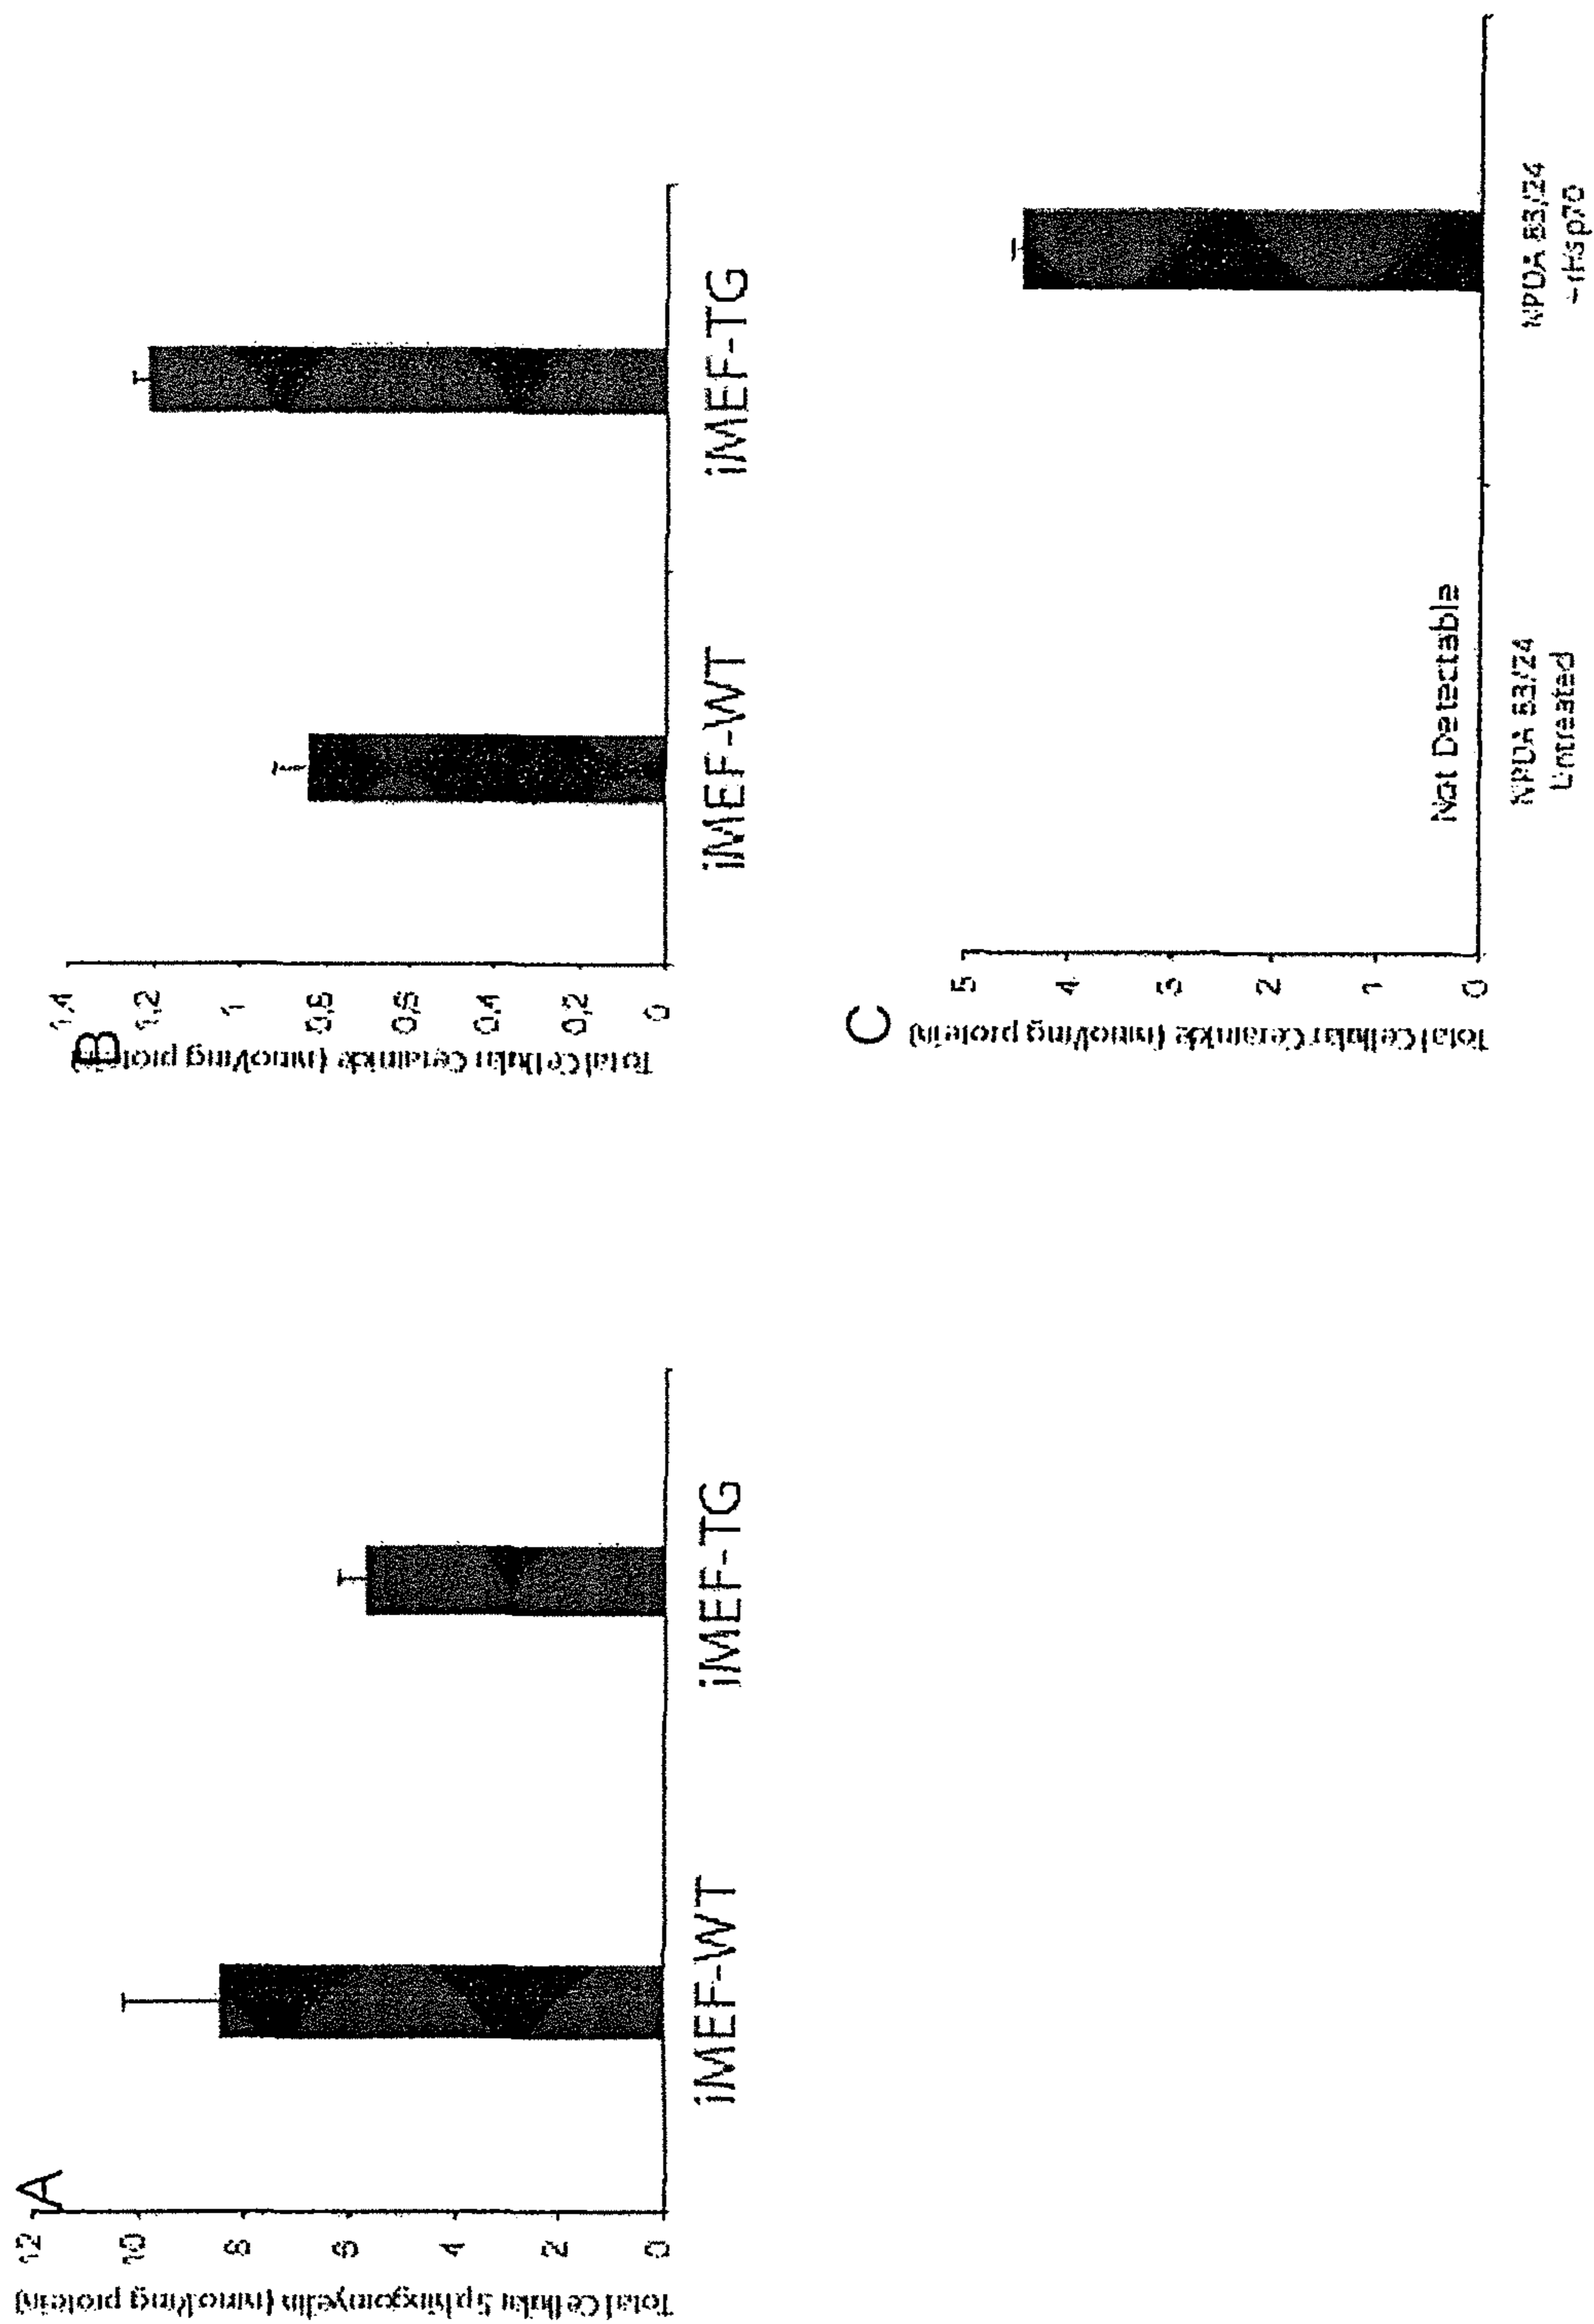 A
Total Cellular Sphingomyelin (nmol/mg protein)
12
10
8
6
4
2
0
iMEF-WT
iMEF-TG
B
Total Cellular Ceramide (nmol/mg
1,4
1,2
1
0,8
0,6
0,4
0,2
0
iMEF-WT
iMEF-TG
C
Total Cellular Ceramide (nmol/mg protein)
5
4
3
2
1
0
Not Detectable
NPDA 83/24
Untreated
NPDA 83/24
rHsp70